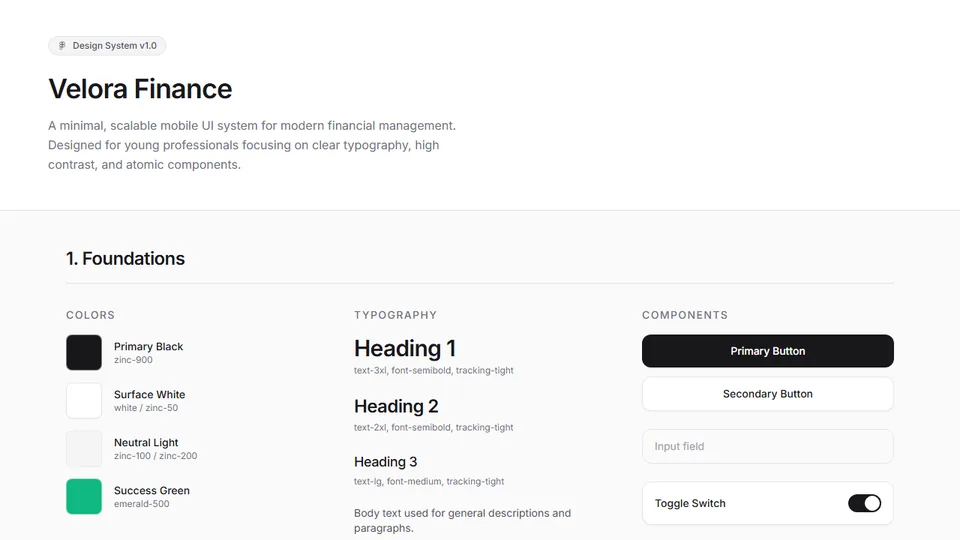 Design System v1.0
Velora Finance
A minimal, scalable mobile UI system for modern financial management.
Designed for young professionals focusing on clear typography, high
contrast, and atomic components.
1. Foundations
COLORS
Primary Black
zinc-900
Surface White
white / zinc-50
Neutral Light
zinc-100 / zinc-200
Success Green
emerald-500
TYPOGRAPHY
Heading 1
text-3xl, font-semibold, tracking-tight
Heading 2
text-2xl, font-semibold, tracking-tight
Heading 3
text-lg, font-medium, tracking-tight
Body text used for general descriptions and
paragraphs.
COMPONENTS
Primary Button
Secondary Button
Input field
Toggle Switch